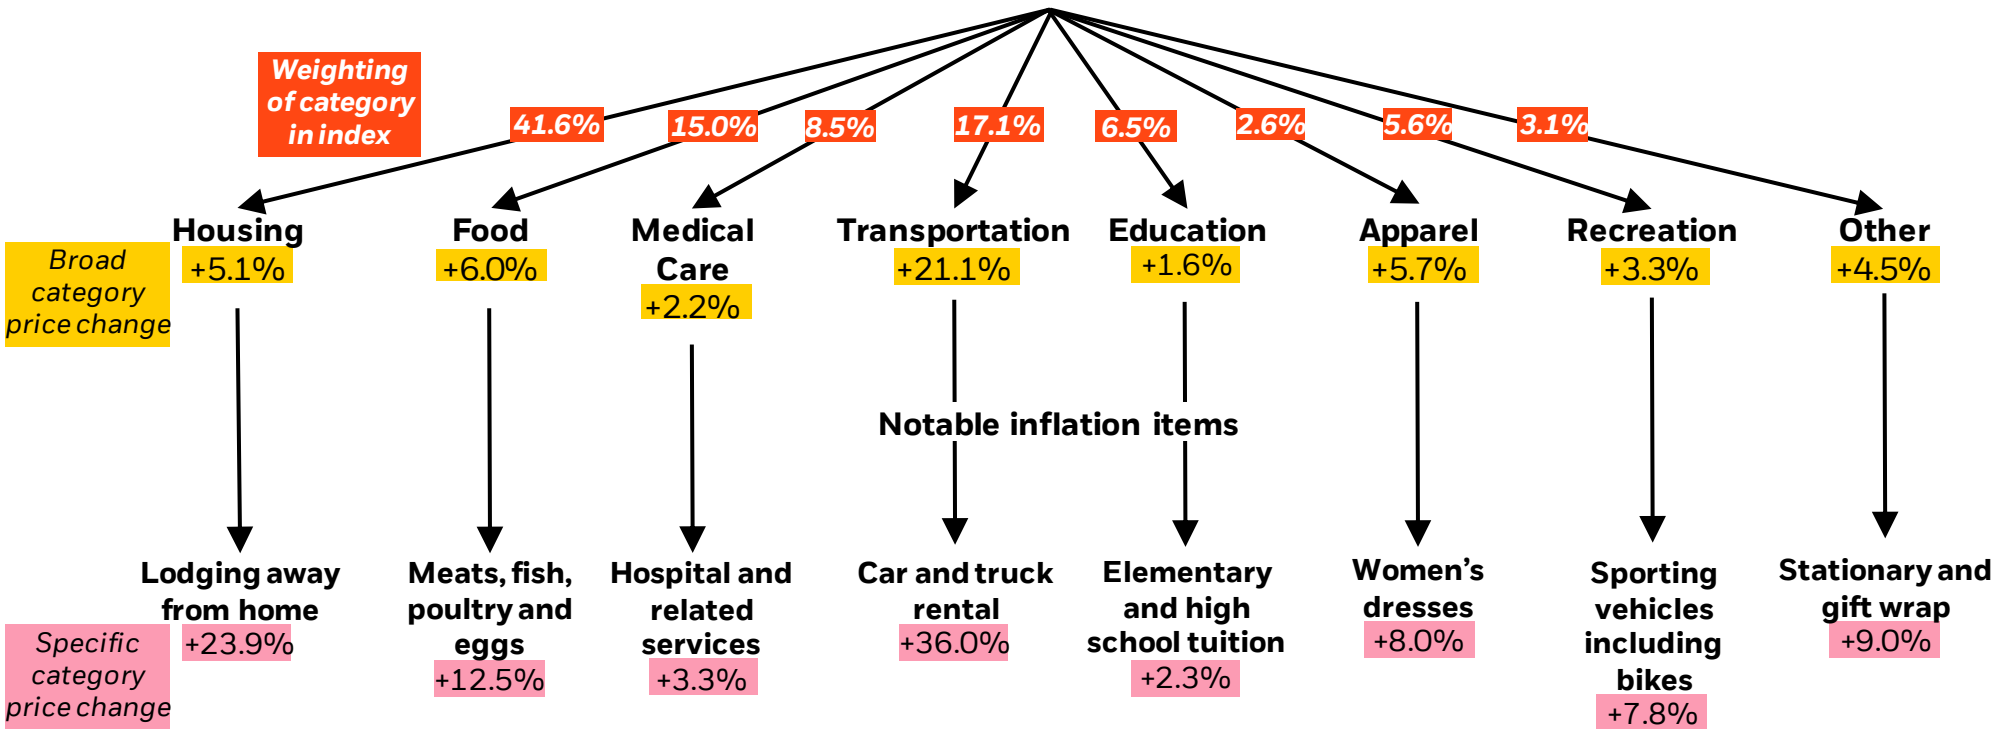 Weighting
of category
in index
41.6%
15.0%
8.5%
17.1%
6.5%
2.6%
5.6%
3.1%
Housing
Food
Medical
Care
Transportation
Education
Apparel
Recreation
Other
Broad
category
price change
+5.1%
+6.0%
+2.2%
+21.1%
+1.6%
+5.7%
+3.3%
+4.5%
Notable inflation items
Lodging away
from home
+23.9%
Meats, fish,
poultry and
eggs
+12.5%
Hospital and
related
services
+3.3%
Car and truck
rental
+36.0%
Elementary
and high
school tuition
+2.3%
Women's
dresses
+8.0%
Sporting
vehicles
including
bikes
+7.8%
Stationary and
gift wrap
+9.0%
Specific
category
price change